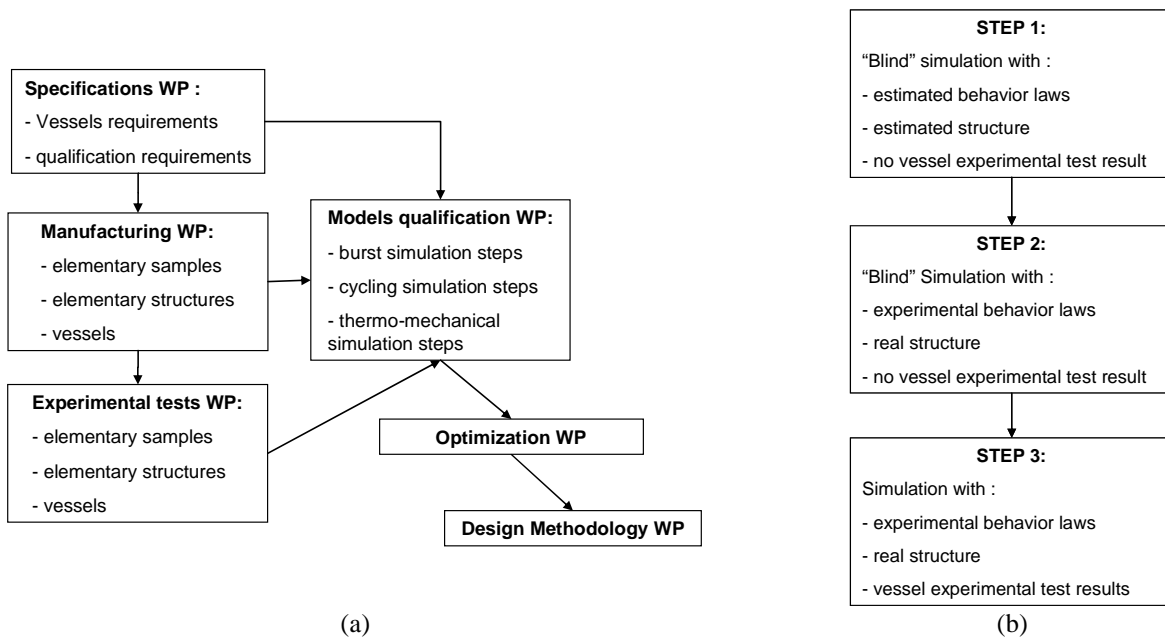 Specifications WP :
- Vessels requirements
- qualification requirements
Manufacturing WP:
- elementary samples
- elementary structures
- vessels
Experimental tests WP:
- elementary samples
- elementary structures
- vessels
Models qualification WP:
- burst simulation steps
- cycling simulation steps
- thermo-mechanical
simulation steps
Optimization WP
Design Methodology WP
(a)
STEP 1:
“Blind” simulation with :
- estimated behavior laws
- estimated structure
- no vessel experimental test result
STEP 2:
“Blind” Simulation with :
- experimental behavior laws
- real structure
- no vessel experimental test result
STEP 3:
Simulation with :
- experimental behavior laws
- real structure
- vessel experimental test results
(b)